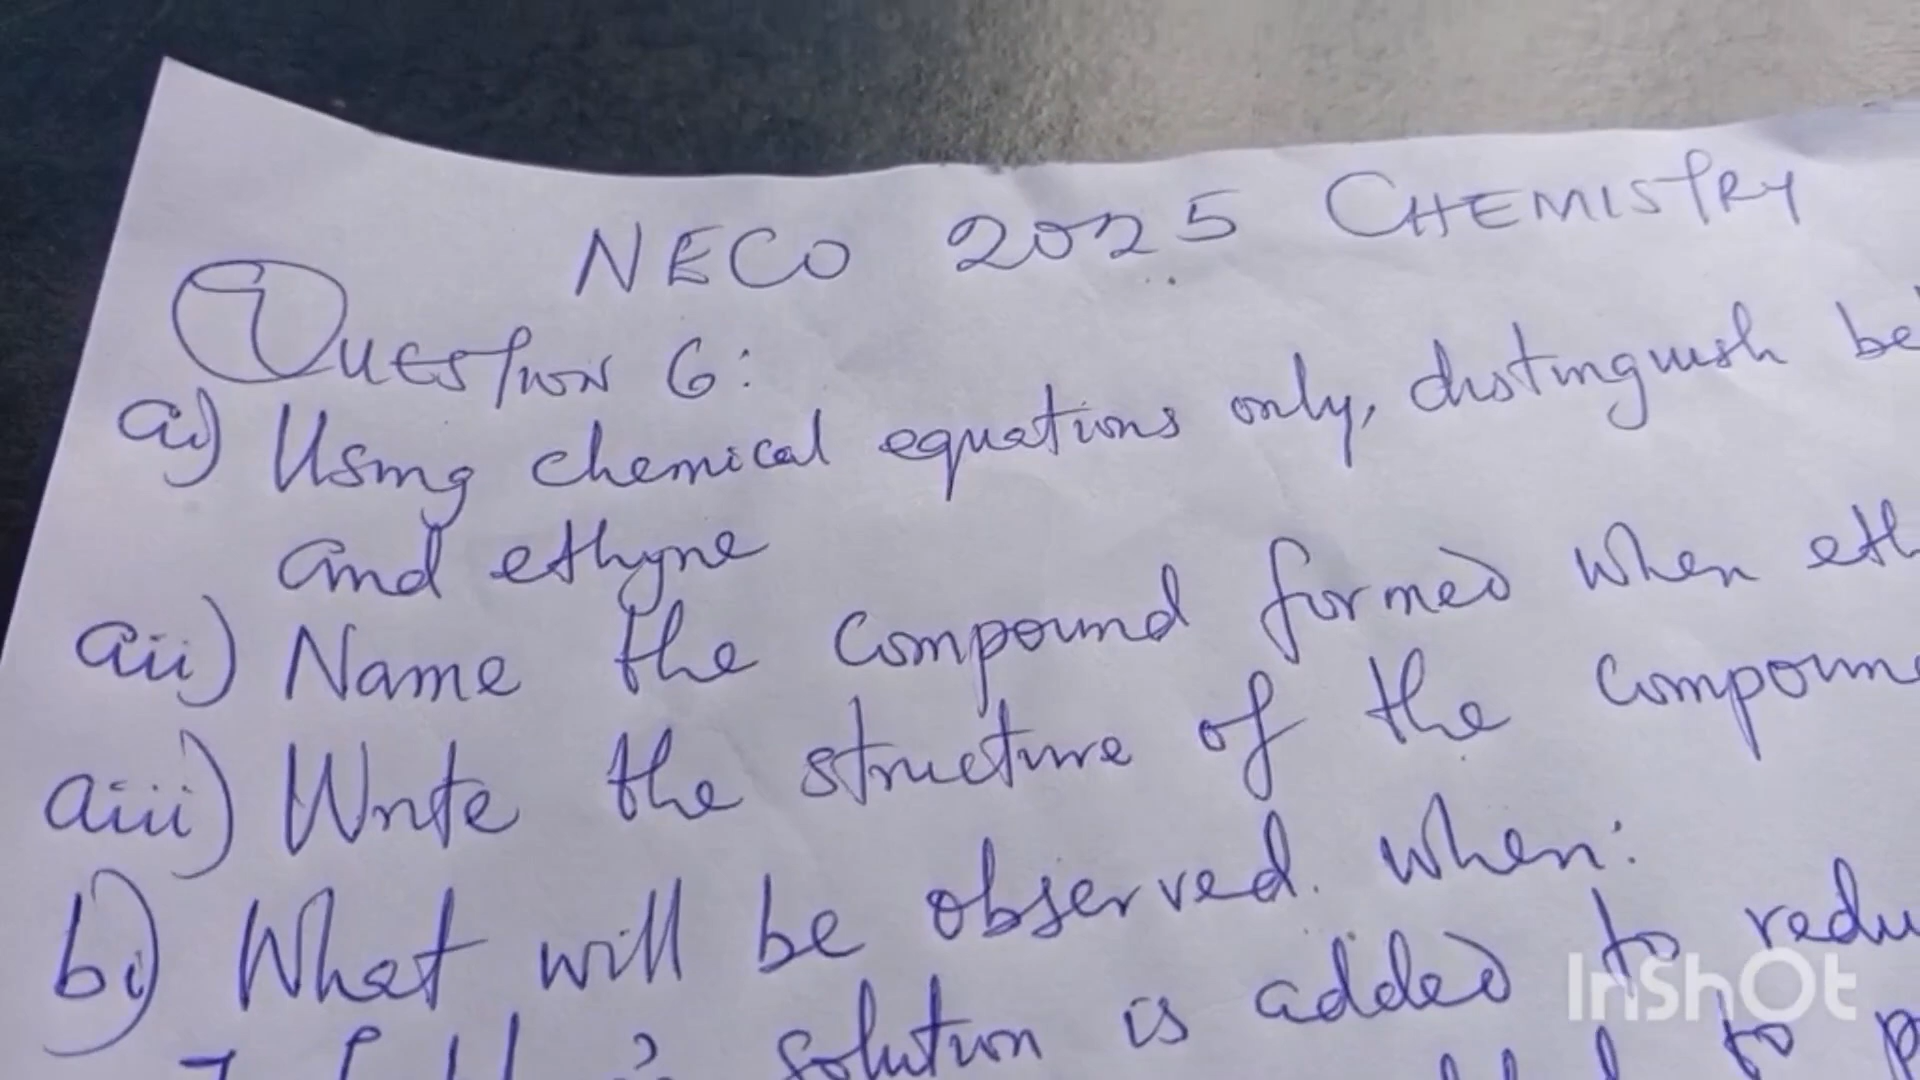 NECO 2025 CHEMISTRY
QUESTION 6:
ai) Using chemical equations only, distinguish be
and ethyne
aii) Name the compound formed when eth
aiii) Write the structure of the compoun
bi) What will be observed when:
solution is added to redu
to p
InShOt